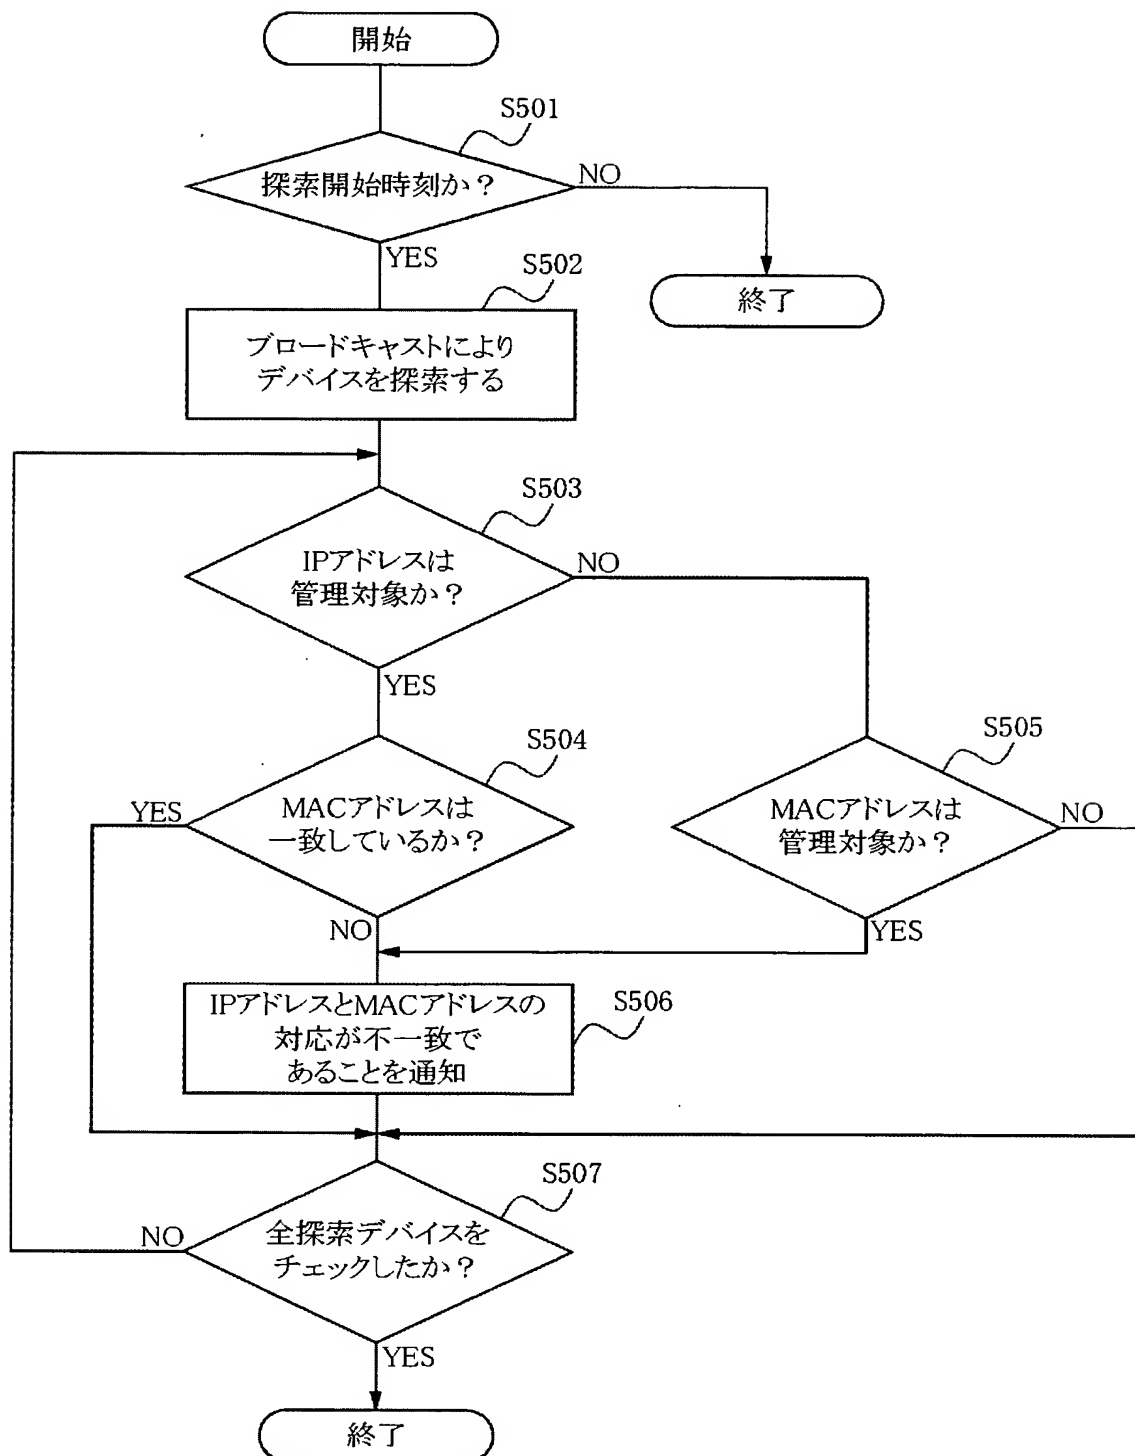 開始
S501
探索開始時刻か？
NO
YES
終了
S502
ブロードキャストにより
デバイスを探索する
S503
IPアドレスは
管理対象か？
NO
YES
S504
MACアドレスは
一致しているか？
YES
NO
S505
MACアドレスは
管理対象か？
NO
YES
S506
IPアドレスとMACアドレスの
対応が不一致で
あることを通知
S507
全探索デバイスを
チェックしたか？
NO
YES
終了